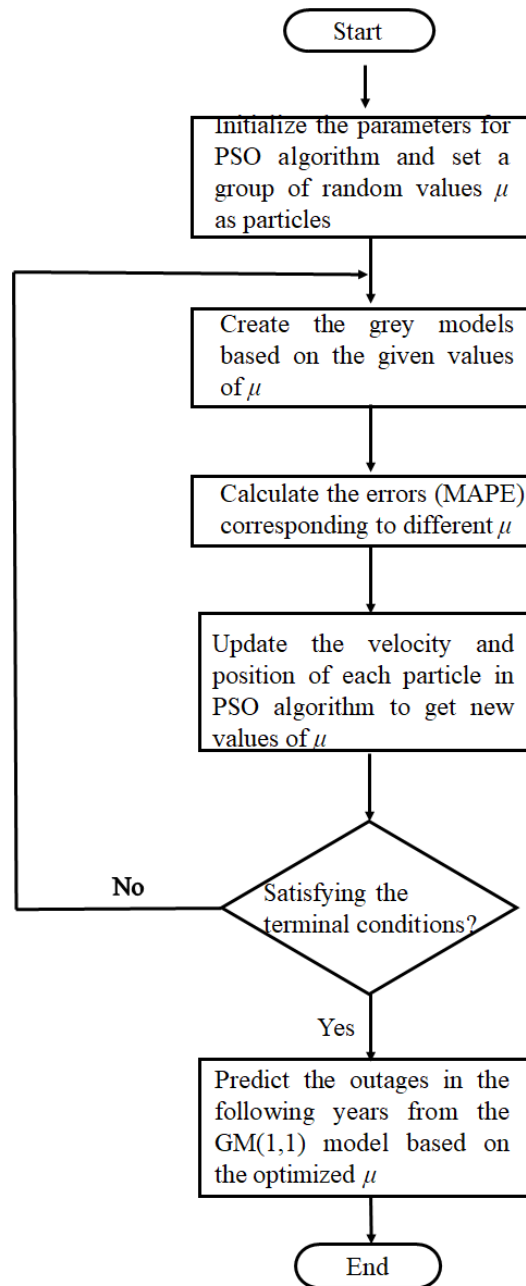 Start
Initialize the parameters for
PSO algorithm and set a
group of random values μ
as particles
Create the grey models
based on the given values
of μ
Calculate the errors (MAPE)
corresponding to different μ
Update the velocity and
position of each particle in
PSO algorithm to get new
values of μ
No
Satisfying the
terminal conditions?
Yes
Predict the outages in the
following years from the
GM(1,1) model based on
the optimized μ
End